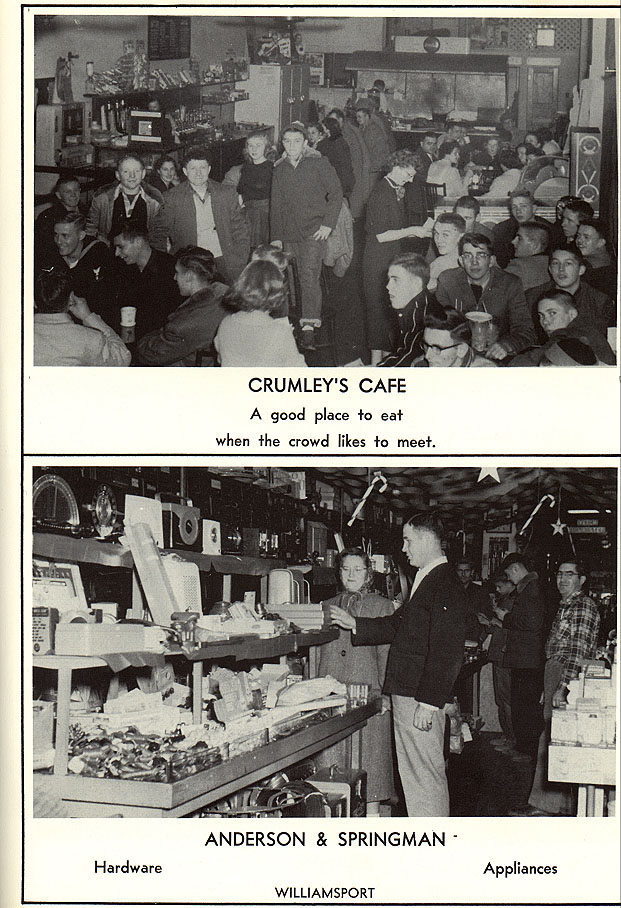 CRUMLEY'S CAFE
A good place to eat
when the crowd likes to meet.
ANDERSON & SPRINGMAN
Hardware Appliances
WILLIAMSPORT